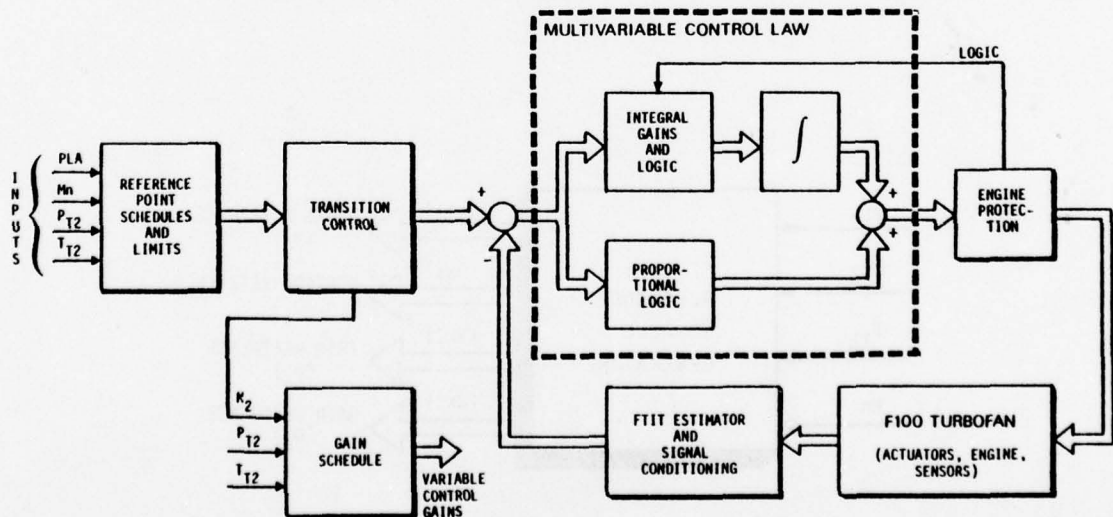 MULTIVARIABLE CONTROL LAW
LOGIC
INPUTS
PLA
Mn
PT2
TT2
REFERENCE
POINT
SCHEDULES
AND
LIMITS
TRANSITION
CONTROL
+
-
INTEGRAL
GAINS
AND
LOGIC
∫
+
+
PROPOR-
TIONAL
LOGIC
ENGINE
PROTEC-
TION
K2
PT2
TT2
GAIN
SCHEDULE
VARIABLE
CONTROL
GAINS
FTIT ESTIMATOR
AND
SIGNAL
CONDITIONING
F100 TURBOFAN
(ACTUATORS, ENGINE,
SENSORS)